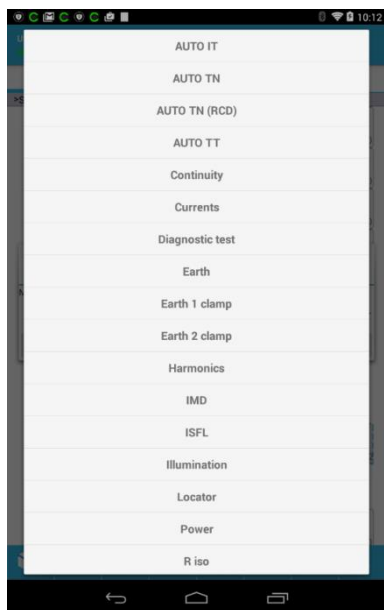 10:12
AUTO IT
AUTO TN
AUTO TN (RCD)
AUTO TT
Continuity
Currents
Diagnostic test
Earth
Earth 1 clamp
Earth 2 clamp
Harmonics
IMD
ISFL
Illumination
Locator
Power
R iso